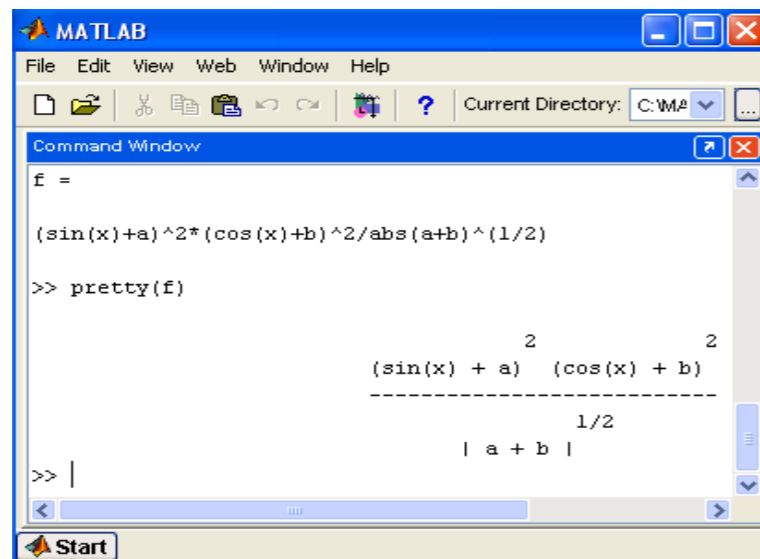 MATLAB
File Edit View Web Window Help
? Current Directory: C:\MA ...
Command Window
f =
(sin(x)+a)^2*(cos(x)+b)^2/abs(a+b)^(1/2)
>> pretty(f)
2 2
(sin(x) + a) (cos(x) + b)
---------------------------
1/2
| a + b |
>>
Start